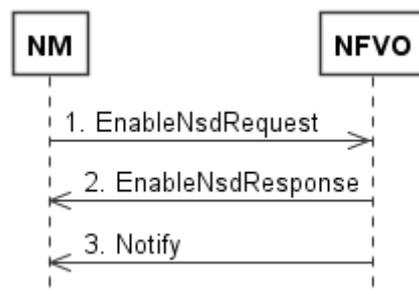 NM
NFVO
1. EnableNsdRequest
2. EnableNsdResponse
3. Notify